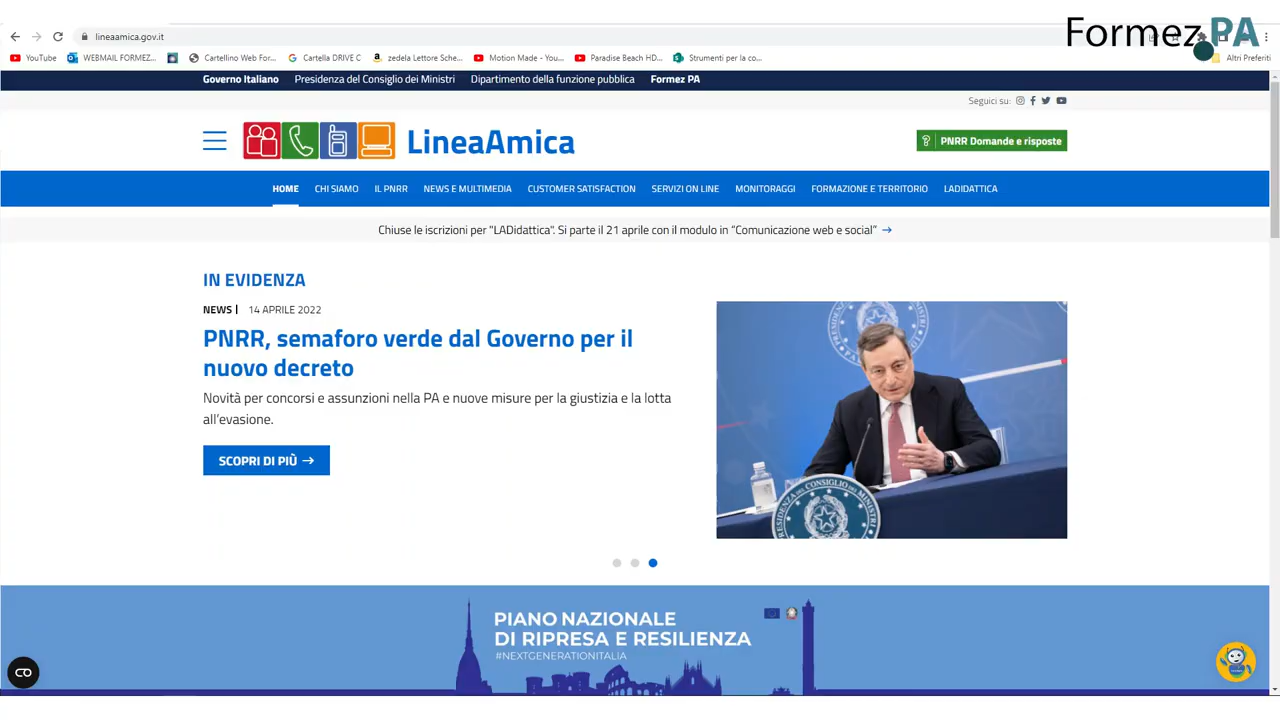 Formez PA
lineaamica.gov.it
YouTube WEBMAIL FORMEZ... Cartellino Web For... Cartella DRIVE C zedela Lettore Sche... Motion Made - You... Paradise Beach HD... Strumenti per la co... Altri Preferiti
Governo Italiano Presidenza del Consiglio dei Ministri Dipartimento della funzione pubblica Formez PA
Seguici su:
LineaAmica
PNRR Domande e risposte
HOME CHI SIAMO IL PNRR NEWS E MULTIMEDIA CUSTOMER SATISFACTION SERVIZI ON LINE MONITORAGGI FORMAZIONE E TERRITORIO LADIDATTICA
Chiuse le iscrizioni per "LADidattica". Si parte il 21 aprile con il modulo in “Comunicazione web e social” →
IN EVIDENZA
NEWS | 14 APRILE 2022
PNRR, semaforo verde dal Governo per il
nuovo decreto
Novità per concorsi e assunzioni nella PA e nuove misure per la giustizia e la lotta
all’evasione.
SCOPRI DI PIÙ →
PIANO NAZIONALE
DI RIPRESA E RESILIENZA
#NEXTGENERATIONITALIA